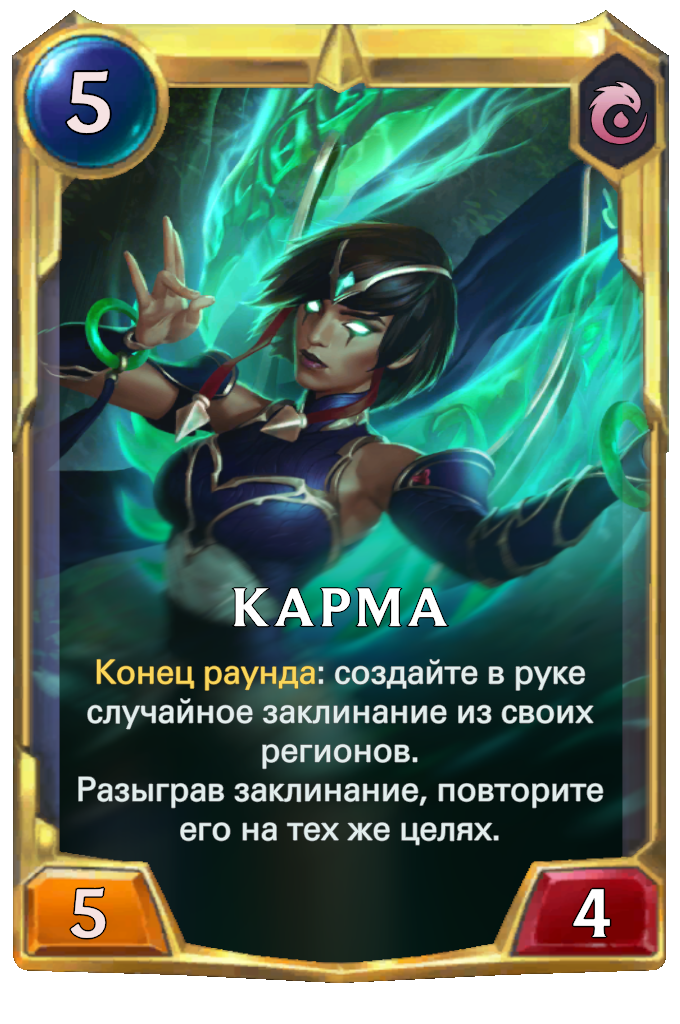 5
КАРМА
Конец раунда: создайте в руке
случайное заклинание из своих
регионов.
Разыграв заклинание, повторите
его на тех же целях.
5
4